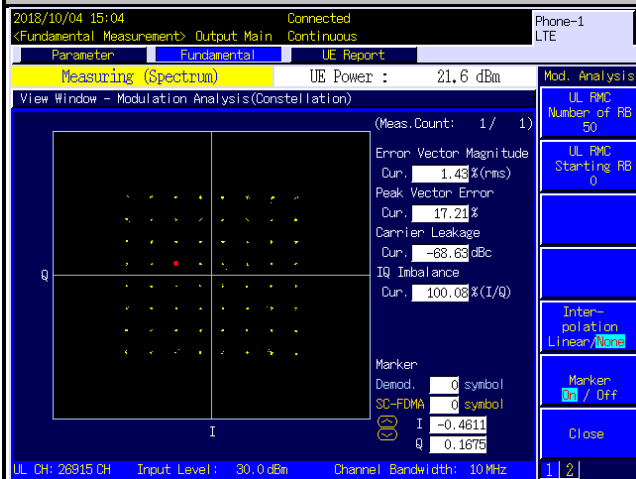 2018/10/04 15:04 Connected Phone-1
<Fundamental Measurement> Output Main Continuous LTE
Parameter Fundamental UE Report
Measuring (Spectrum) UE Power : 21.6 dBm Mod. Analysis
View Window - Modulation Analysis(Constellation)
UL RMC
Number of RB
50
(Meas.Count: 1/ 1)
Error Vector Magnitude
Cur. 1.43 %(rms)
Peak Vector Error
Cur. 17.21 %
Carrier Leakage
Cur. -68.63 dBc
IQ Imbalance
Cur. 100.08 %(I/Q)
UL RMC
Starting RB
0
Q
Inter-
polation
Linear/None
Marker
Demod. 0 symbol
SC-FDMA 0 symbol
I -0.4611
Q 0.1675
Marker
On / Off
I
Close
UL CH: 26915 CH Input Level: 30.0 dBm Channel Bandwidth: 10 MHz 1 2